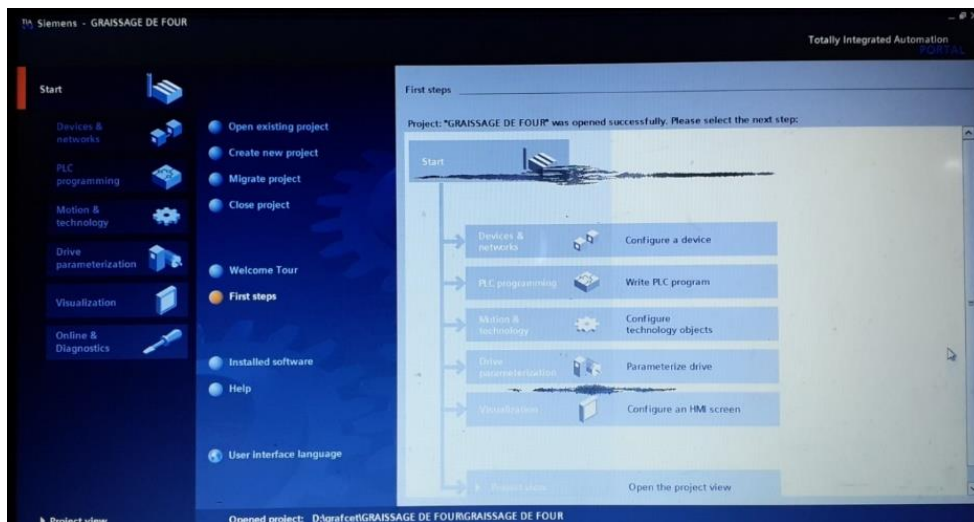 Siemens - GRAISSAGE DE FOUR
Totally Integrated Automation
PORTAL
Start
Devices &
networks
PLC
programming
Motion &
technology
Drive
parameterization
Visualization
Online &
Diagnostics
Project view
Open existing project
Create new project
Migrate project
Close project
Welcome Tour
First steps
Installed software
Help
User interface language
First steps
Project: "GRAISSAGE DE FOUR" was opened successfully. Please select the next step:
Start
Devices &
networks
Configure a device
PLC programming
Write PLC program
Motion &
technology
Configure
technology objects
Drive
parameterization
Parameterize drive
Visualization
Configure an HMI screen
Project view
Open the project view
Opened project: D:\grafcet\GRAISSAGE DE FOUR\GRAISSAGE DE FOUR